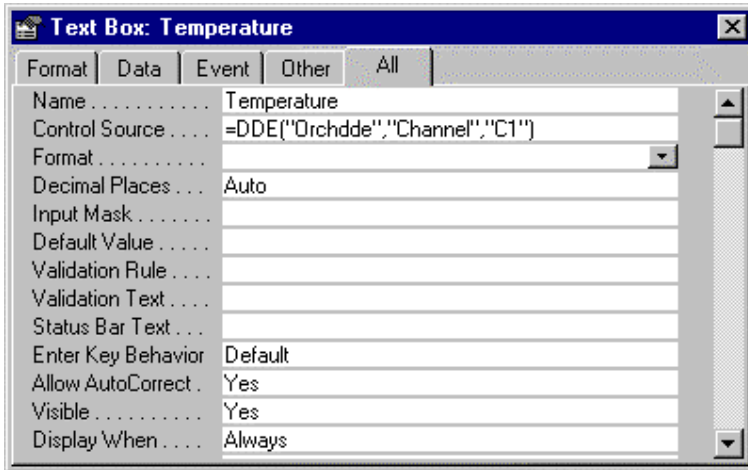 Text Box: Temperature
Format Data Event Other All
Name . . . . . . . . . . . Temperature
Control Source . . . . =DDE("Orchdde","Channel","C1")
Format . . . . . . . . . .
Decimal Places . . . Auto
Input Mask . . . . . . .
Default Value . . . . .
Validation Rule . . . .
Validation Text . . . .
Status Bar Text . . .
Enter Key Behavior Default
Allow AutoCorrect . Yes
Visible . . . . . . . . . . Yes
Display When . . . . Always